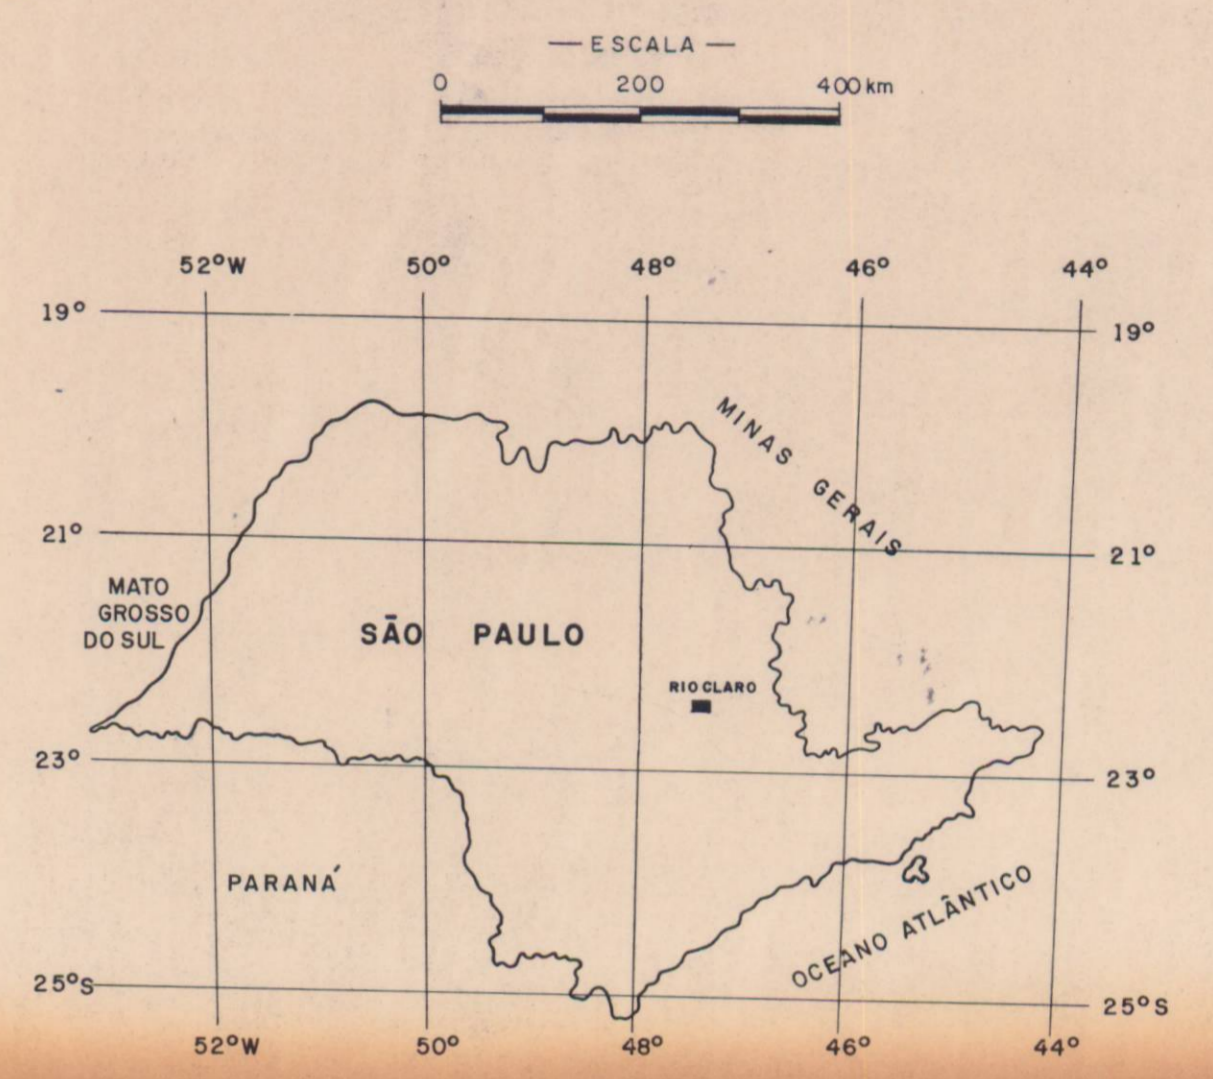 — ESCALA —
0 200 400 km
52°W 50° 48° 46° 44°
19° 19°
MINAS GERAIS
21° 21°
MATO
GROSSO
DO SUL
SÃO PAULO
RIO CLARO
23° 23°
PARANÁ
OCEANO ATLÂNTICO
25°S 25°S
52°W 50° 48° 46° 44°